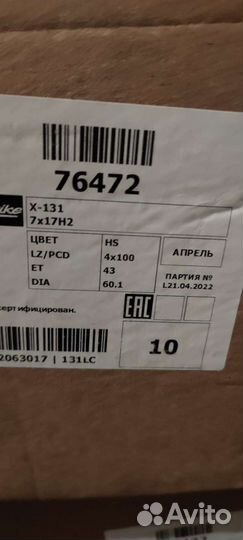 76472
X-131
7x17H2
ЦВЕТ HS
LZ/PCD 4x100
ET 43
DIA 60.1
АПРЕЛЬ
ПАРТИЯ №
L21.04.2022
ертифицирован.
EAC
2063017 | 131LC
10
Avito